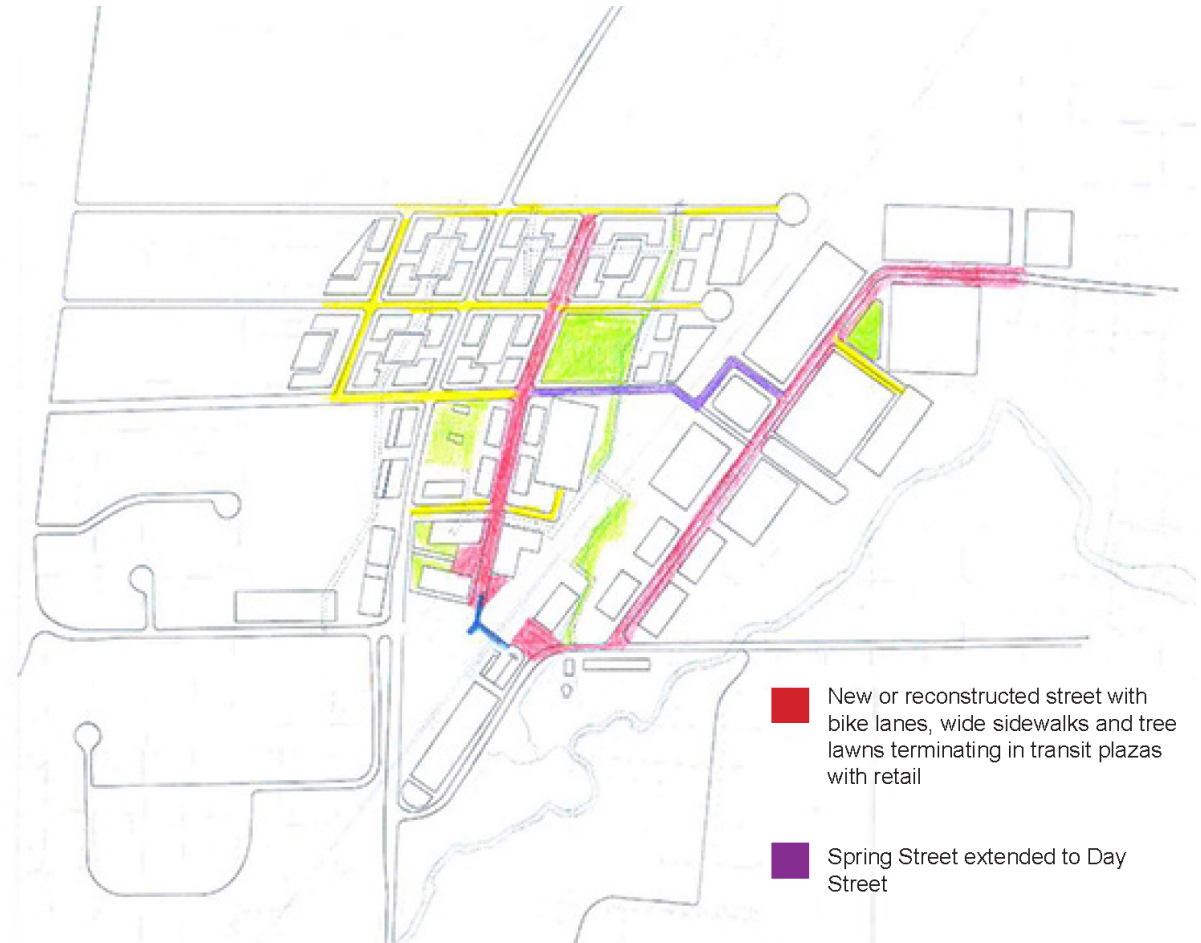 New or reconstructed street with
bike lanes, wide sidewalks and tree
lawns terminating in transit plazas
with retail
Spring Street extended to Day
Street